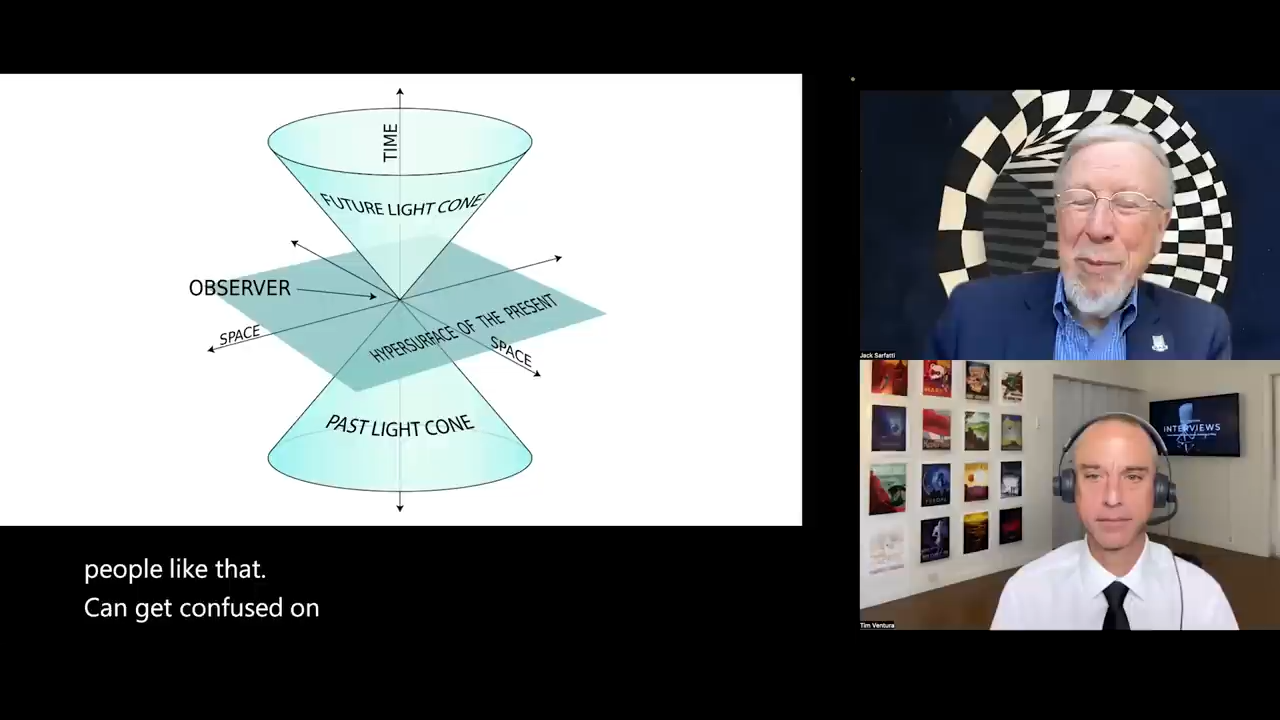 TIME
FUTURE LIGHT CONE
OBSERVER
SPACE
HYPERSURFACE OF THE PRESENT
SPACE
PAST LIGHT CONE
people like that.
Can get confused on
Jack Sarfatti
INTERVIEWS
Tim Ventura